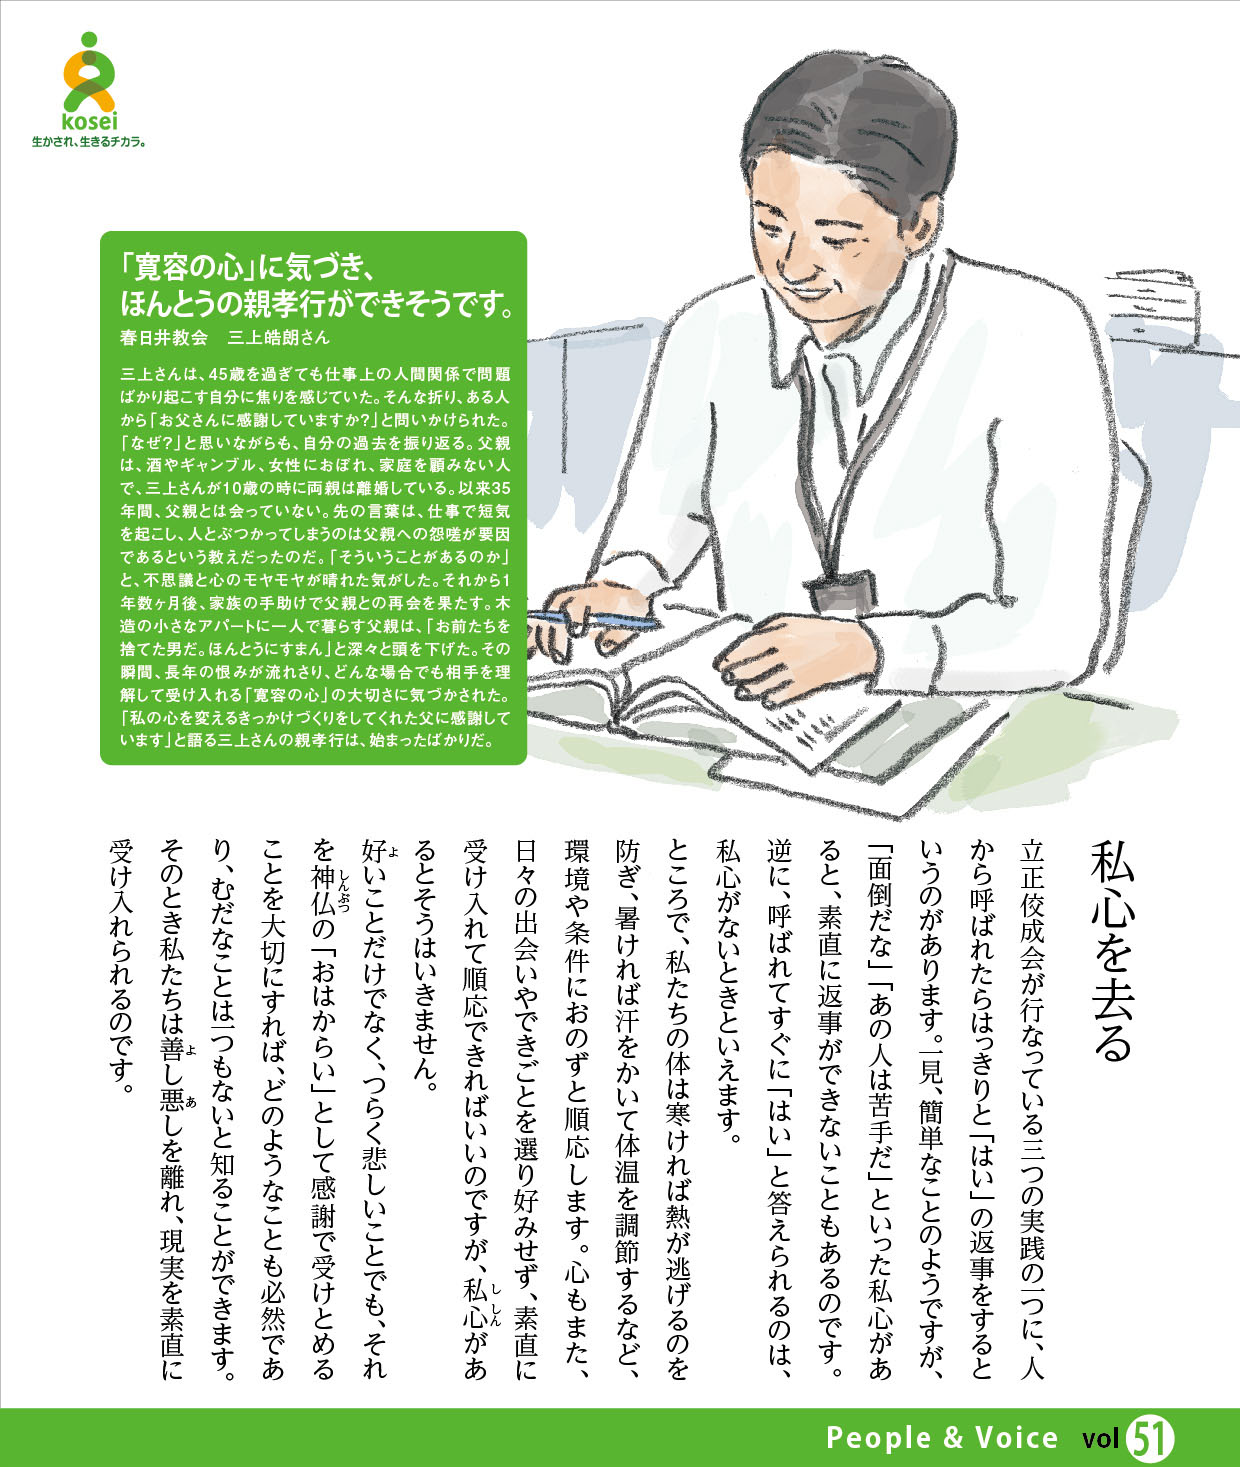 kosei
生かされ、生きるチカラ。
「寛容の心」に気づき、
ほんとうの親孝行ができそうです。
春日井教会　三上皓朗さん
三上さんは、45歳を過ぎても仕事上の人間関係で問題
ばかり起こす自分に焦りを感じていた。そんな折り、ある人
から「お父さんに感謝していますか？」と問いかけられた。
「なぜ？」と思いながらも、自分の過去を振り返る。父親
は、酒やギャンブル、女性におぼれ、家庭を顧みない人
で、三上さんが10歳の時に両親は離婚している。以来35
年間、父親とは会っていない。先の言葉は、仕事で短気
を起こし、人とぶつかってしまうのは父親への怨嗟が要因
であるという教えだったのだ。「そういうことがあるのか」
と、不思議と心のモヤモヤが晴れた気がした。それから1
年数ヶ月後、家族の手助けで父親との再会を果たす。木
造の小さなアパートに一人で暮らす父親は、「お前たちを
捨てた男だ。ほんとうにすまん」と深々と頭を下げた。その
瞬間、長年の恨みが流れさり、どんな場合でも相手を理
解して受け入れる「寛容の心」の大切さに気づかされた。
「私の心を変えるきっかけづくりをしてくれた父に感謝して
います」と語る三上さんの親孝行は、始まったばかりだ。
私心を去る
立正佼成会が行なっている三つの実践の一つに、人
から呼ばれたらはっきりと「はい」の返事をすると
いうのがあります。一見、簡単なことのようですが、
「面倒だな」「あの人は苦手だ」といった私心があ
ると、素直に返事ができないこともあるのです。
逆に、呼ばれてすぐに「はい」と答えられるのは、
私心がないときといえます。
ところで、私たちの体は寒ければ熱が逃げるのを
防ぎ、暑ければ汗をかいて体温を調節するなど、
環境や条件におのずと順応します。心もまた、
日々の出会いやできごとを選り好みせず、素直に
受け入れて順応できればいいのですが、私心（ししん）があ
るとそうはいきません。
好（よ）いことだけでなく、つらく悲しいことでも、それ
を神仏（しんぶつ）の「おはからい」として感謝で受けとめる
ことを大切にすれば、どのようなことも必然であ
り、むだなことは一つもないと知ることができます。
そのとき私たちは善（よ）し悪（あ）しを離れ、現実を素直に
受け入れられるのです。
People & Voice vol 51